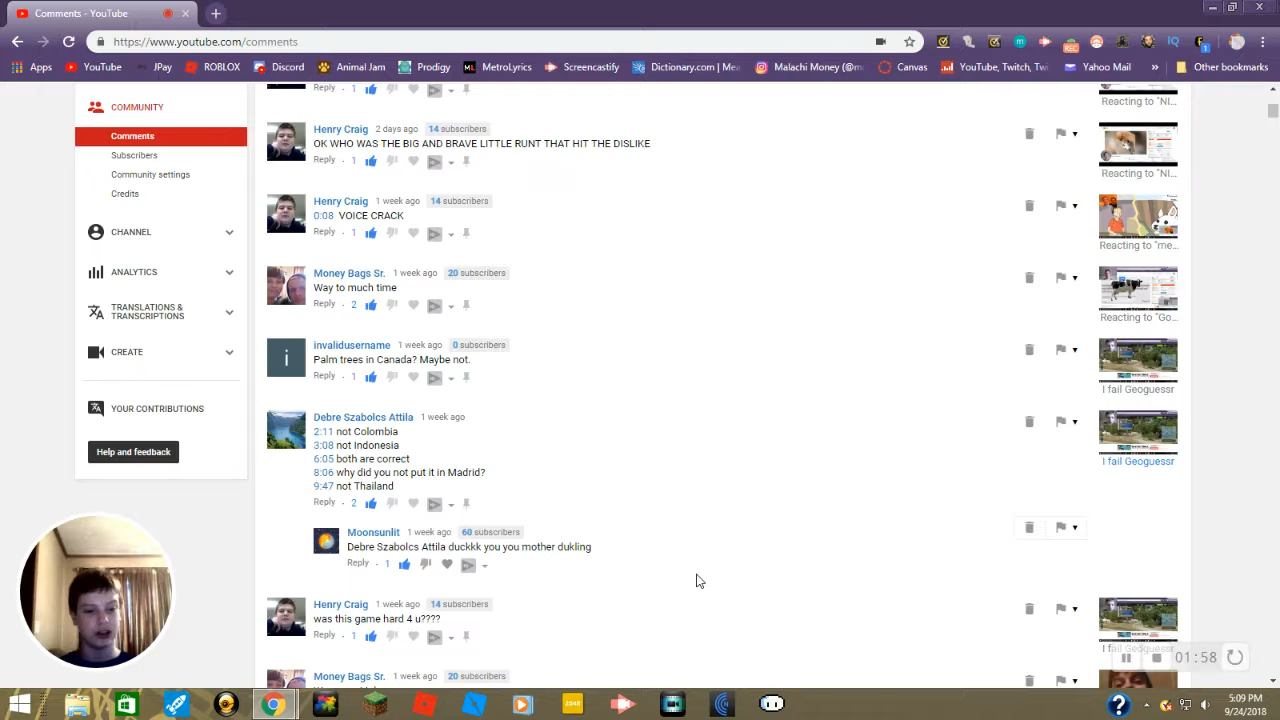 Comments - YouTube
https://www.youtube.com/comments
Apps YouTube JPay ROBLOX Discord Animal Jam Prodigy MetroLyrics Screencastify Dictionary.com | Mea Malachi Money (@m Canvas YouTube, Twitch, Tw Wikipedia » Other bookmarks
COMMUNITY
Comments
Subscribers
Community settings
Credits
CHANNEL
ANALYTICS
TRANSLATIONS &
TRANSCRIPTIONS
CREATE
YOUR CONTRIBUTIONS
Help and feedback
Reply · 1
Reacting to "NI...
Henry Craig 2 days ago 14 subscribers
OK WHO WAS THE BIG AND BERTHE LITTLE RUNT THAT HIT THE
Reply · 1
Reacting to "NI...
Henry Craig 1 week ago 14 subscribers
0:08 VOICE CRACK
Reply · 1
Reacting to "me...
Money Bags Sr. 1 week ago 20 subscribers
Way to much time
Reply · 2
Reacting to "Go...
invalidusername 1 week ago 0 subscribers
Palm trees in Canada? Maybe not.
Reply · 1
I fail Geoguessr
Debre Szabolcs Attila 1 week ago
2:11 not Colombia
3:08 not Indonesia
6:05 both are correct
8:06 why did you not put it in Madrid?
9:47 not Thailand
Reply · 2
I fail Geoguessr
Moonsunlit 1 week ago 60 subscribers
Debre Szabolcs Attila duckkk you you mother dukling
Reply · 1
Henry Craig 1 week ago 14 subscribers
was this game hard 4 u????
Reply · 1
I fail Geoguessr
Money Bags Sr. 1 week ago 20 subscribers
01:58
5:09 PM
9/24/2018